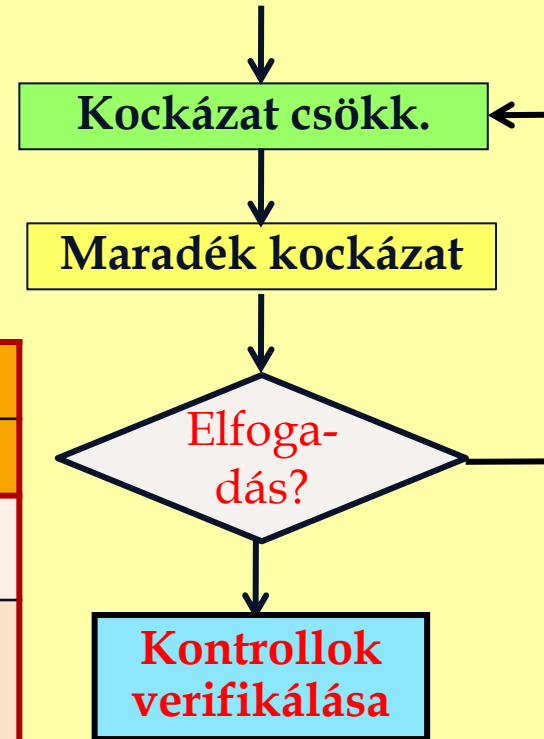 Kockázat csökk.
Maradék kockázat
Elfoga-
dás?
Kontrollok
verifikálása